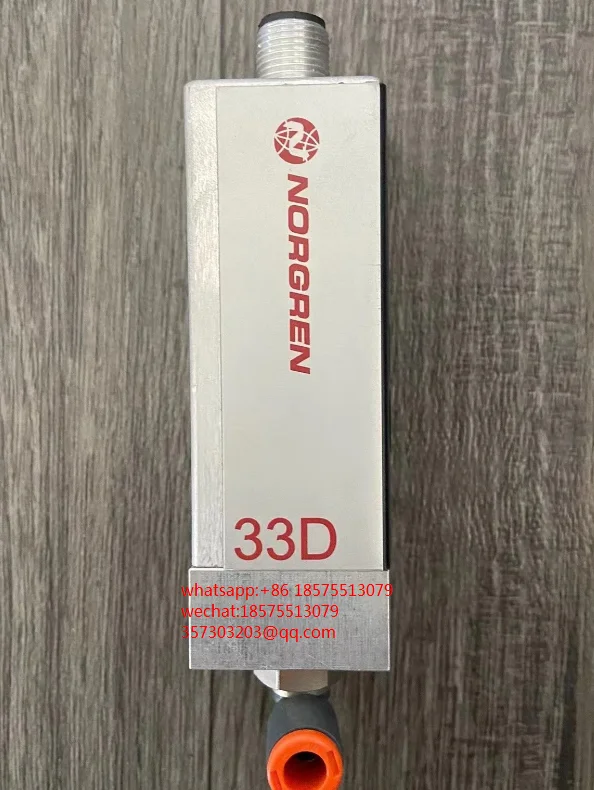 NORGREN
33D
whatsapp:+86 18575513079
wechat:18575513079
357303203@qq.com